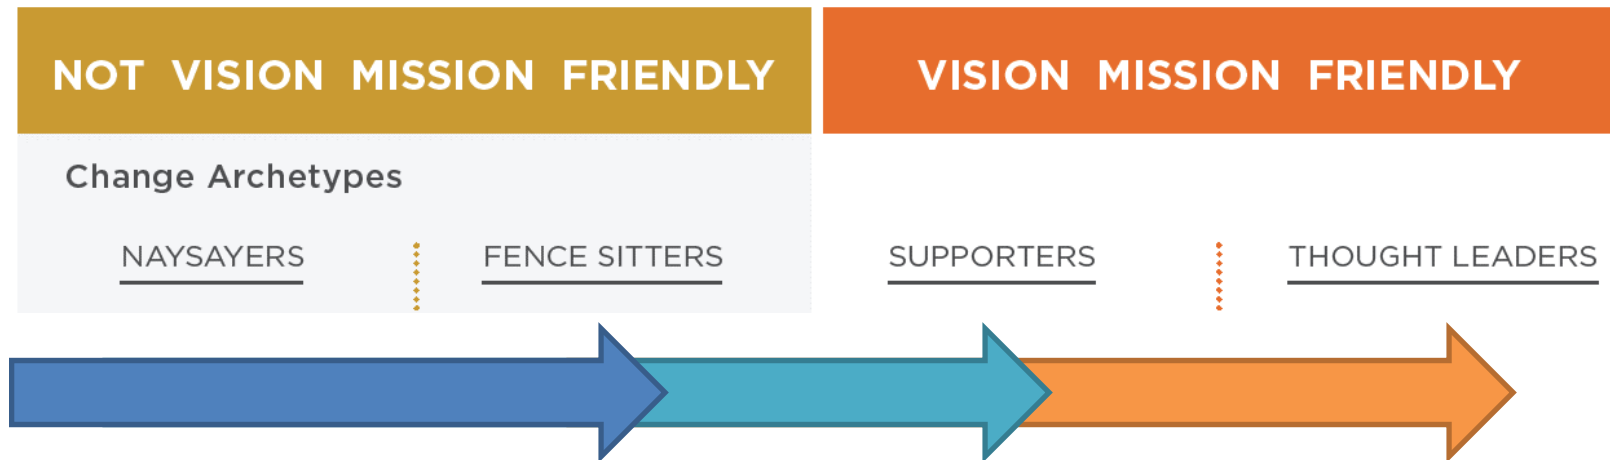 NOT VISION MISSION FRIENDLY
VISION MISSION FRIENDLY
Change Archetypes
NAYSAYERS
FENCE SITTERS
SUPPORTERS
THOUGHT LEADERS